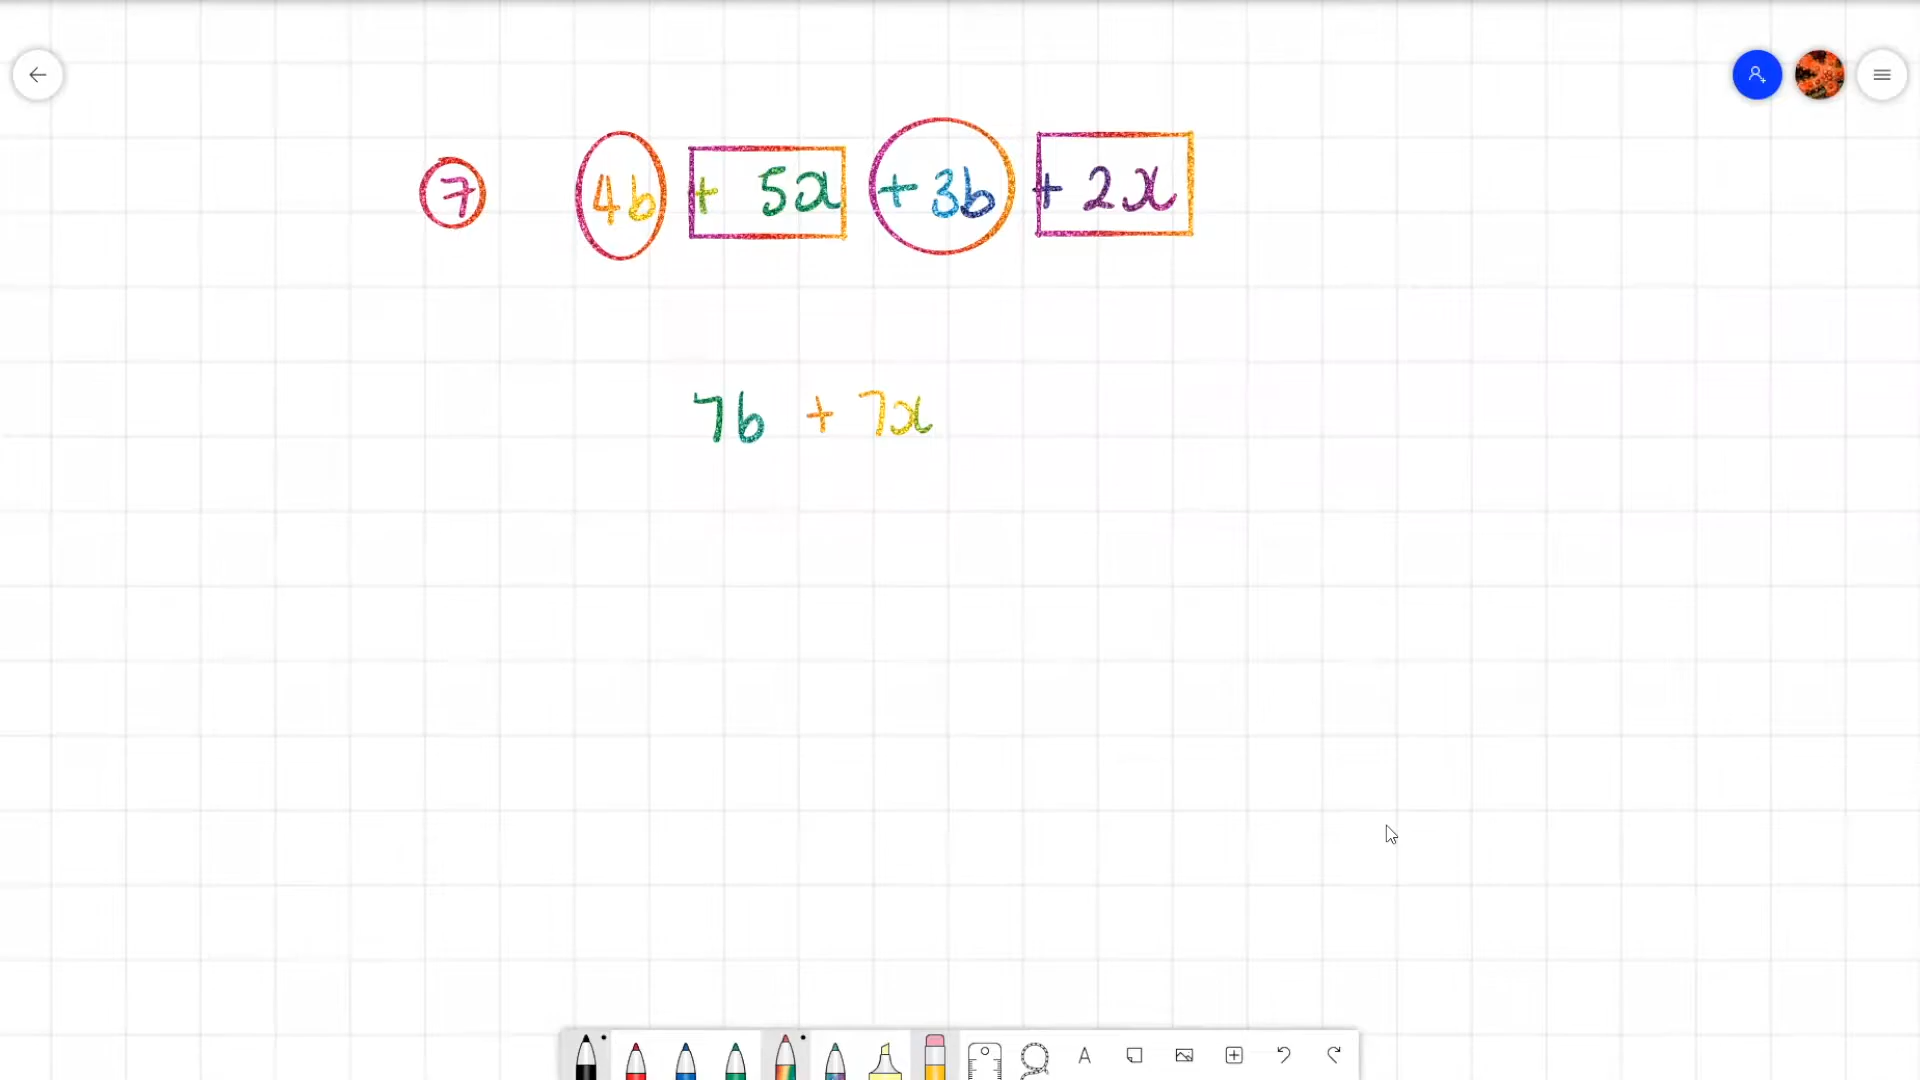 7 4b + 5x + 3b + 2x
7b + 7x